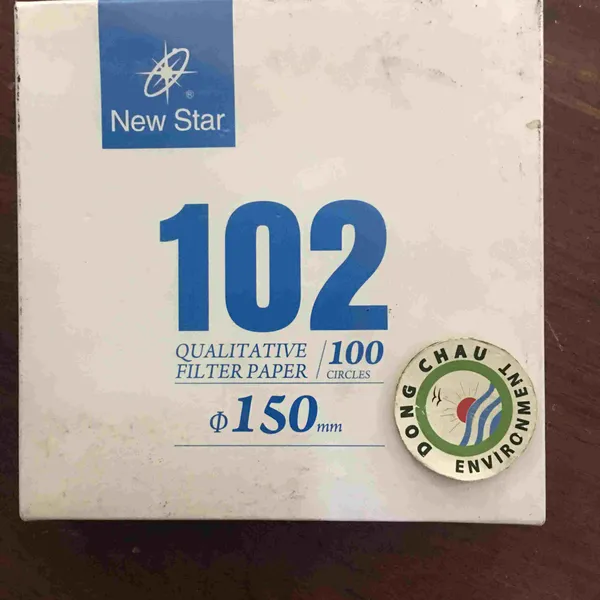 ®
New Star
102
QUALITATIVE
FILTER PAPER
/100
CIRCLES
Φ150mm
DONG CHAU
ENVIRONMENT